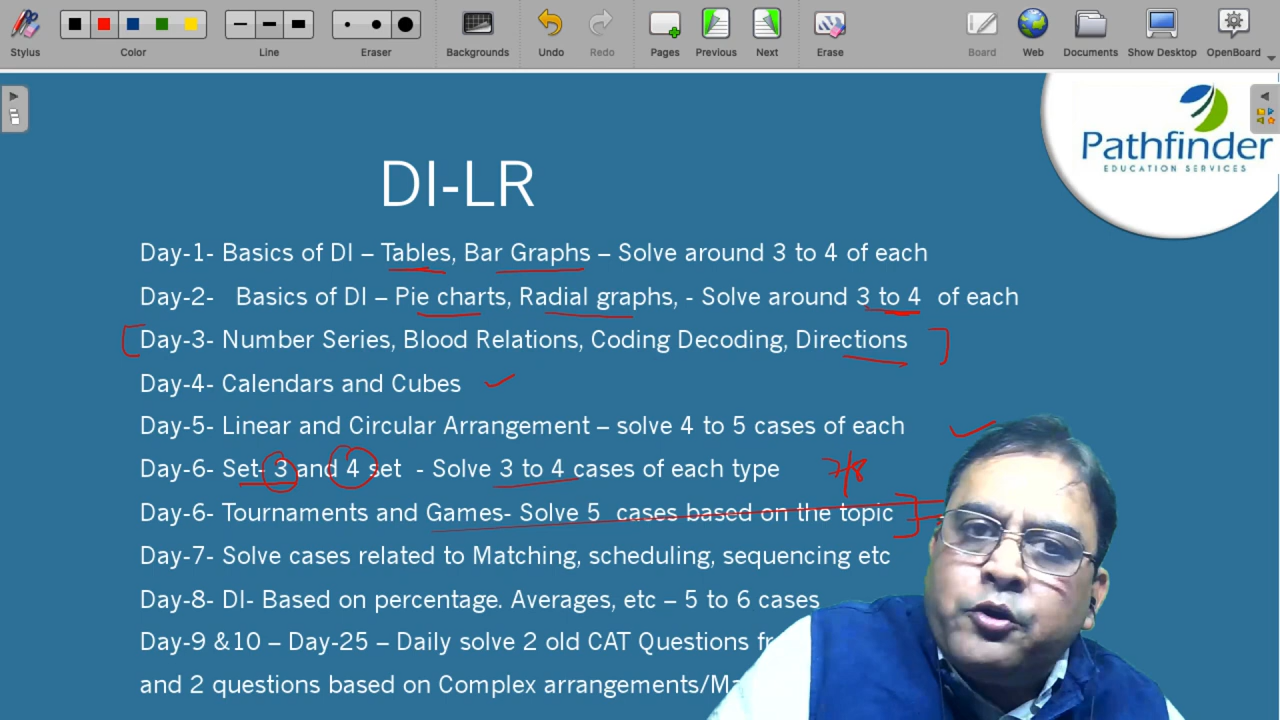 Stylus Color Line Eraser Backgrounds Undo Redo Pages Previous Next Erase Board Web Documents Show Desktop OpenBoard
Pathfinder
EDUCATION SERVICES
DI-LR
Day-1- Basics of DI – Tables, Bar Graphs – Solve around 3 to 4 of each
Day-2- Basics of DI – Pie charts, Radial graphs, - Solve around 3 to 4 of each
Day-3- Number Series, Blood Relations, Coding Decoding, Directions
Day-4- Calendars and Cubes
Day-5- Linear and Circular Arrangement – solve 4 to 5 cases of each
Day-6- Set- 3 and 4 set - Solve 3 to 4 cases of each type 7/8
Day-6- Tournaments and Games- Solve 5 cases based on the topic
Day-7- Solve cases related to Matching, scheduling, sequencing etc
Day-8- DI- Based on percentage. Averages, etc – 5 to 6 cases
Day-9 &10 – Day-25 – Daily solve 2 old CAT Questions
and 2 questions based on Complex arrangements/